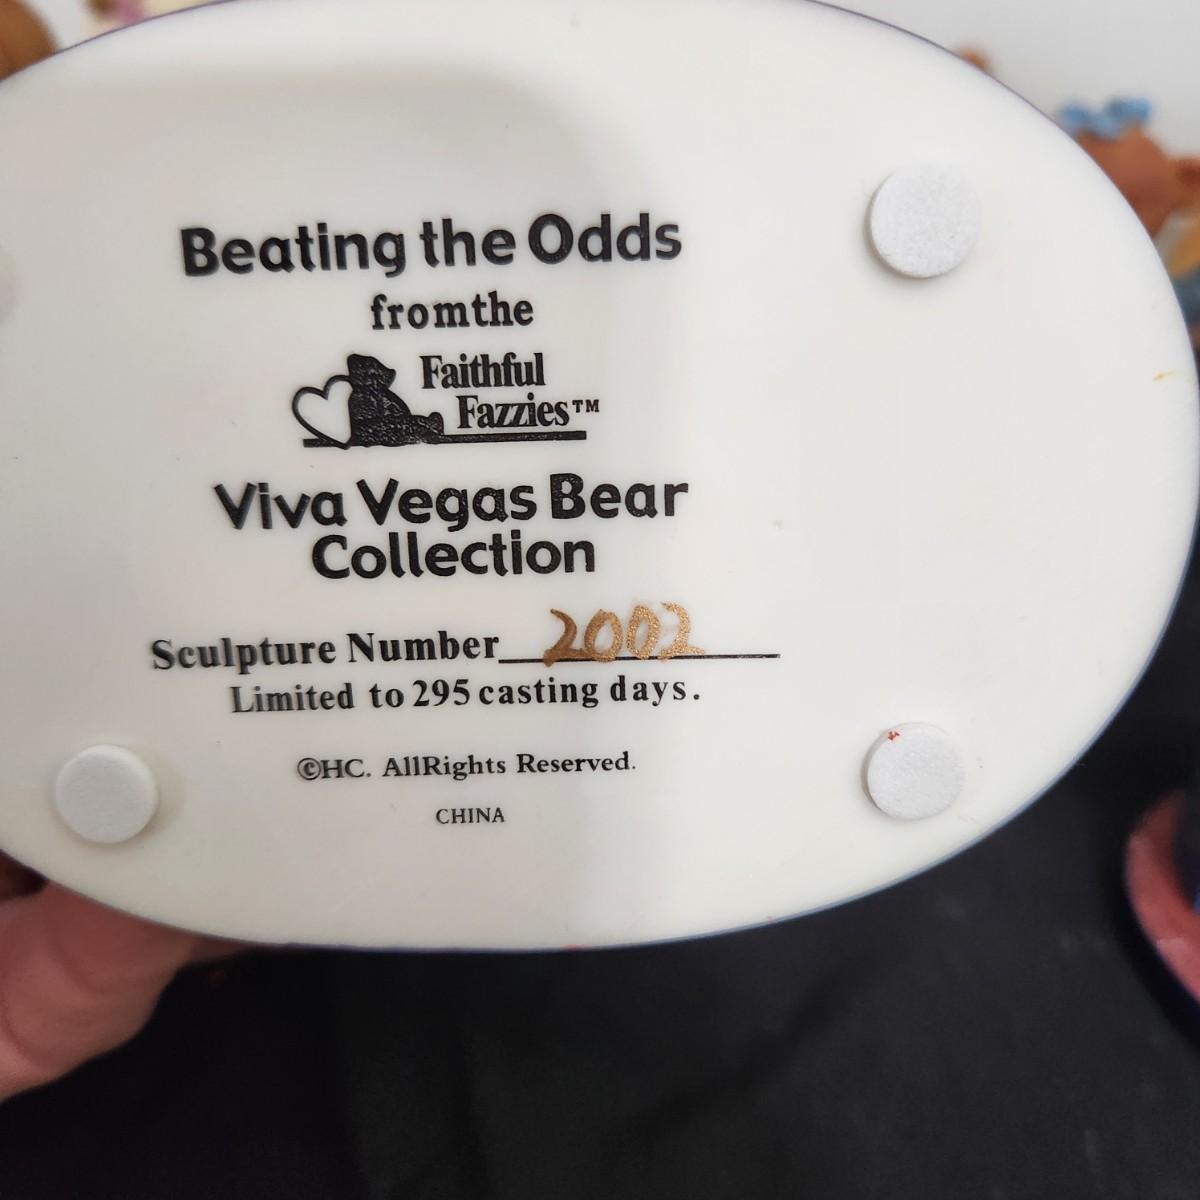 Beating the Odds
fromthe
Faithful
Fazzies™
Viva Vegas Bear
Collection
Sculpture Number 2002
Limited to 295 casting days.
©HC. AllRights Reserved.
CHINA